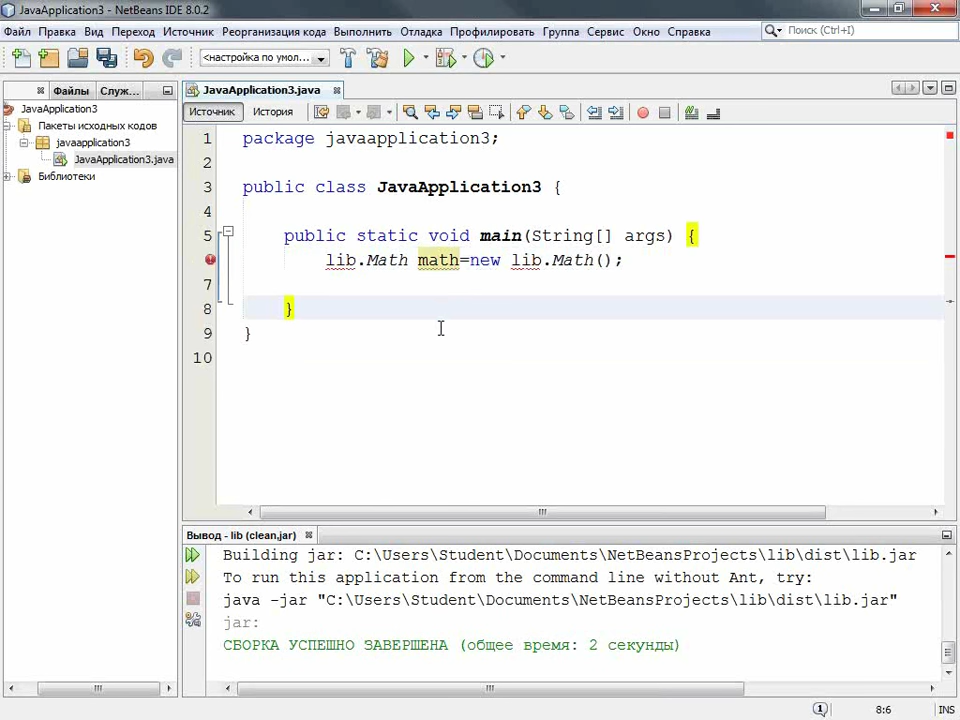 JavaApplication3 - NetBeans IDE 8.0.2
Файл Правка Вид Переход Источник Реорганизация кода Выполнить Отладка Профилировать Группа Сервис Окно Справка
Поиск (Ctrl+I)
<настройка по умол...
Файлы Служ...
JavaApplication3.java
JavaApplication3
Пакеты исходных кодов
javaapplication3
JavaApplication3.java
Библиотеки
Источник История
1 package javaapplication3;
2
3 public class JavaApplication3 {
4
5 public static void main(String[] args) {
lib.Math math=new lib.Math();
7
8 }
9 }
10
Вывод - lib (clean,jar)
Building jar: C:\Users\Student\Documents\NetBeansProjects\lib\dist\lib.jar
To run this application from the command line without Ant, try:
java -jar "C:\Users\Student\Documents\NetBeansProjects\lib\dist\lib.jar"
jar:
СБОРКА УСПЕШНО ЗАВЕРШЕНА (общее время: 2 секунды)
1 8:6 INS